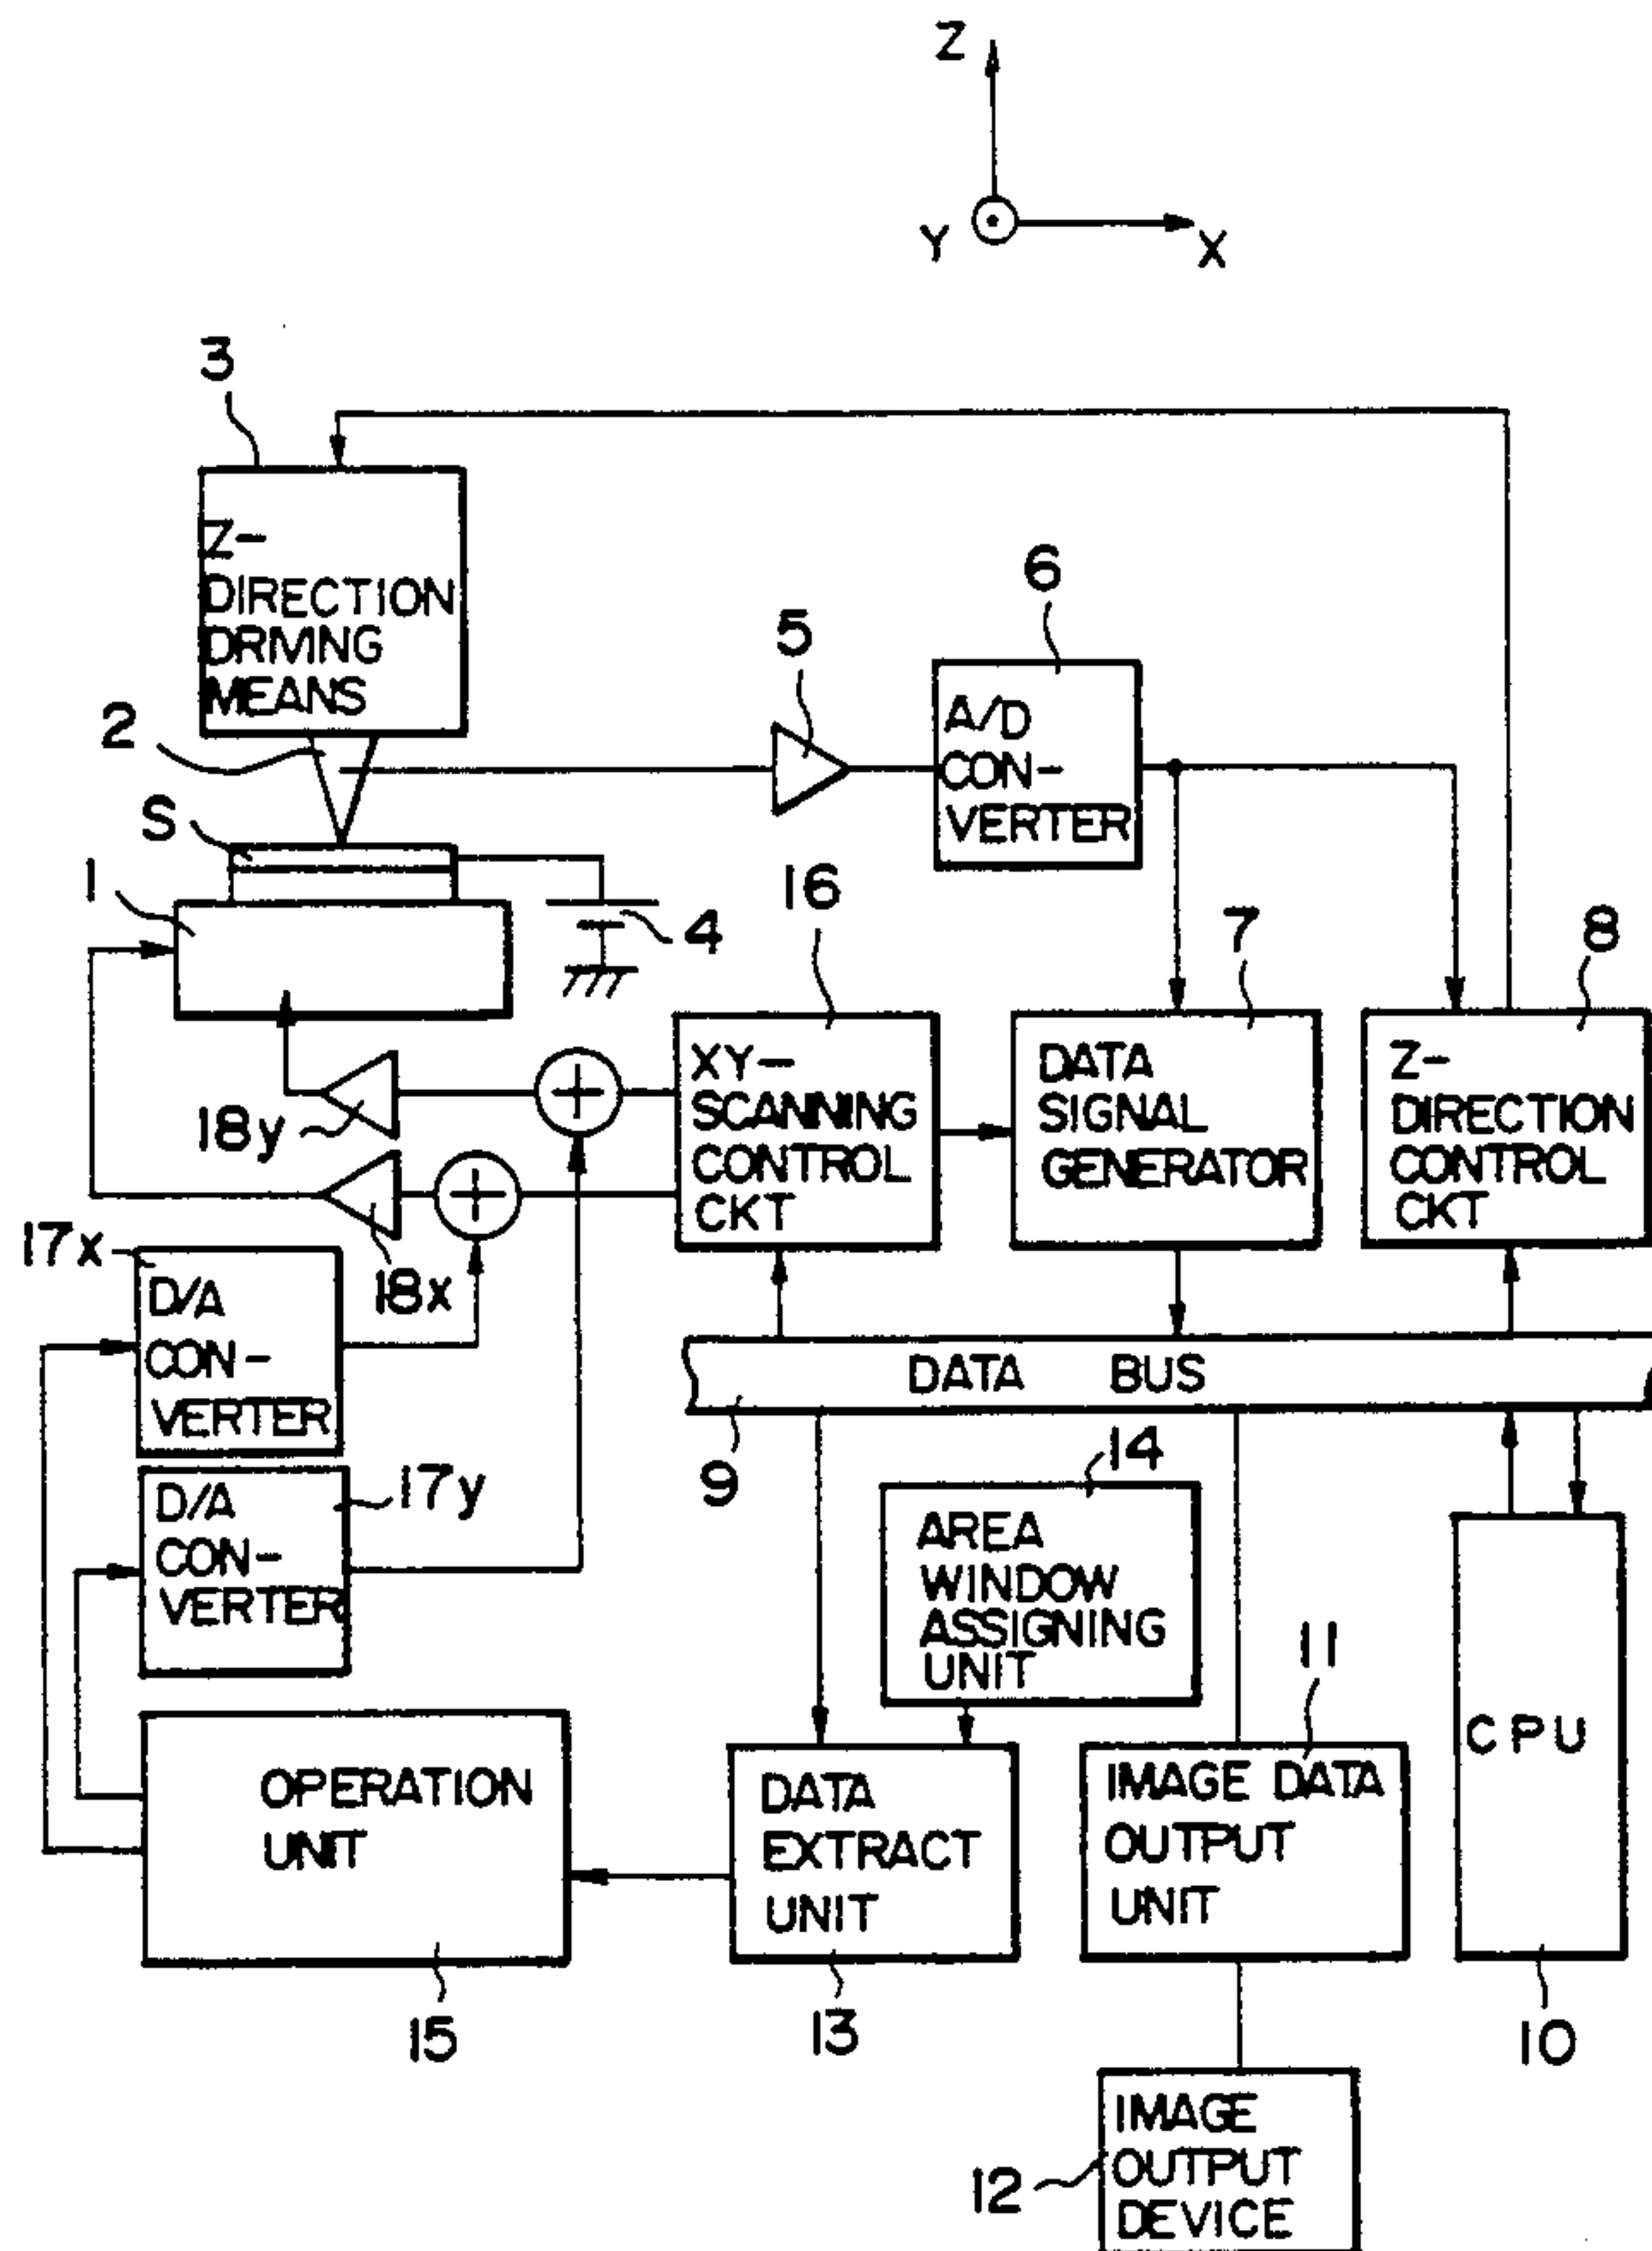 Z
Y
X
3
Z-
DIRECTION
DRIVING
MEANS
2
5
6
A/D
CON-
VERTER
S
1
4
16
7
8
XY-
SCANNING
CONTROL
CKT
DATA
SIGNAL
GENERATOR
Z-
DIRECTION
CONTROL
CKT
18y
18x
17x
D/A
CON-
VERTER
DATA BUS
9
17y
D/A
CON-
VERTER
14
AREA
WINDOW
ASSIGNING
UNIT
11
CPU
OPERATION
UNIT
DATA
EXTRACT
UNIT
IMAGE DATA
OUTPUT
UNIT
15
13
10
12
IMAGE
OUTPUT
DEVICE